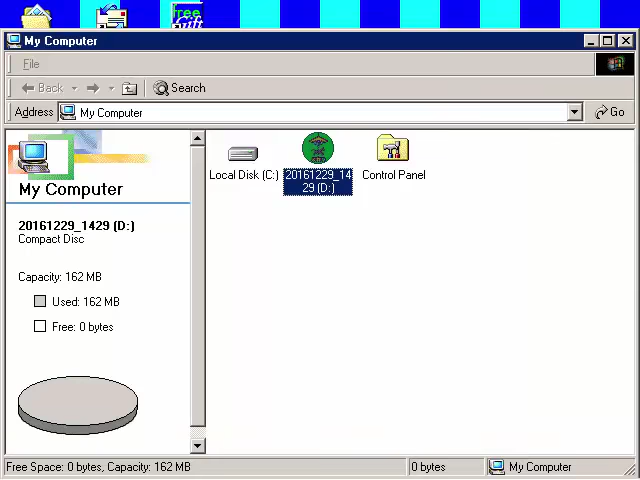 free
Gift
My Computer
File
Back
Search
Address
My Computer
Go
My Computer
20161229_1429 (D:)
Compact Disc
Capacity: 162 MB
Used: 162 MB
Free: 0 bytes
Local Disk (C:)
20161229_14
29 (D:)
Control Panel
Free Space: 0 bytes, Capacity: 162 MB
0 bytes
My Computer